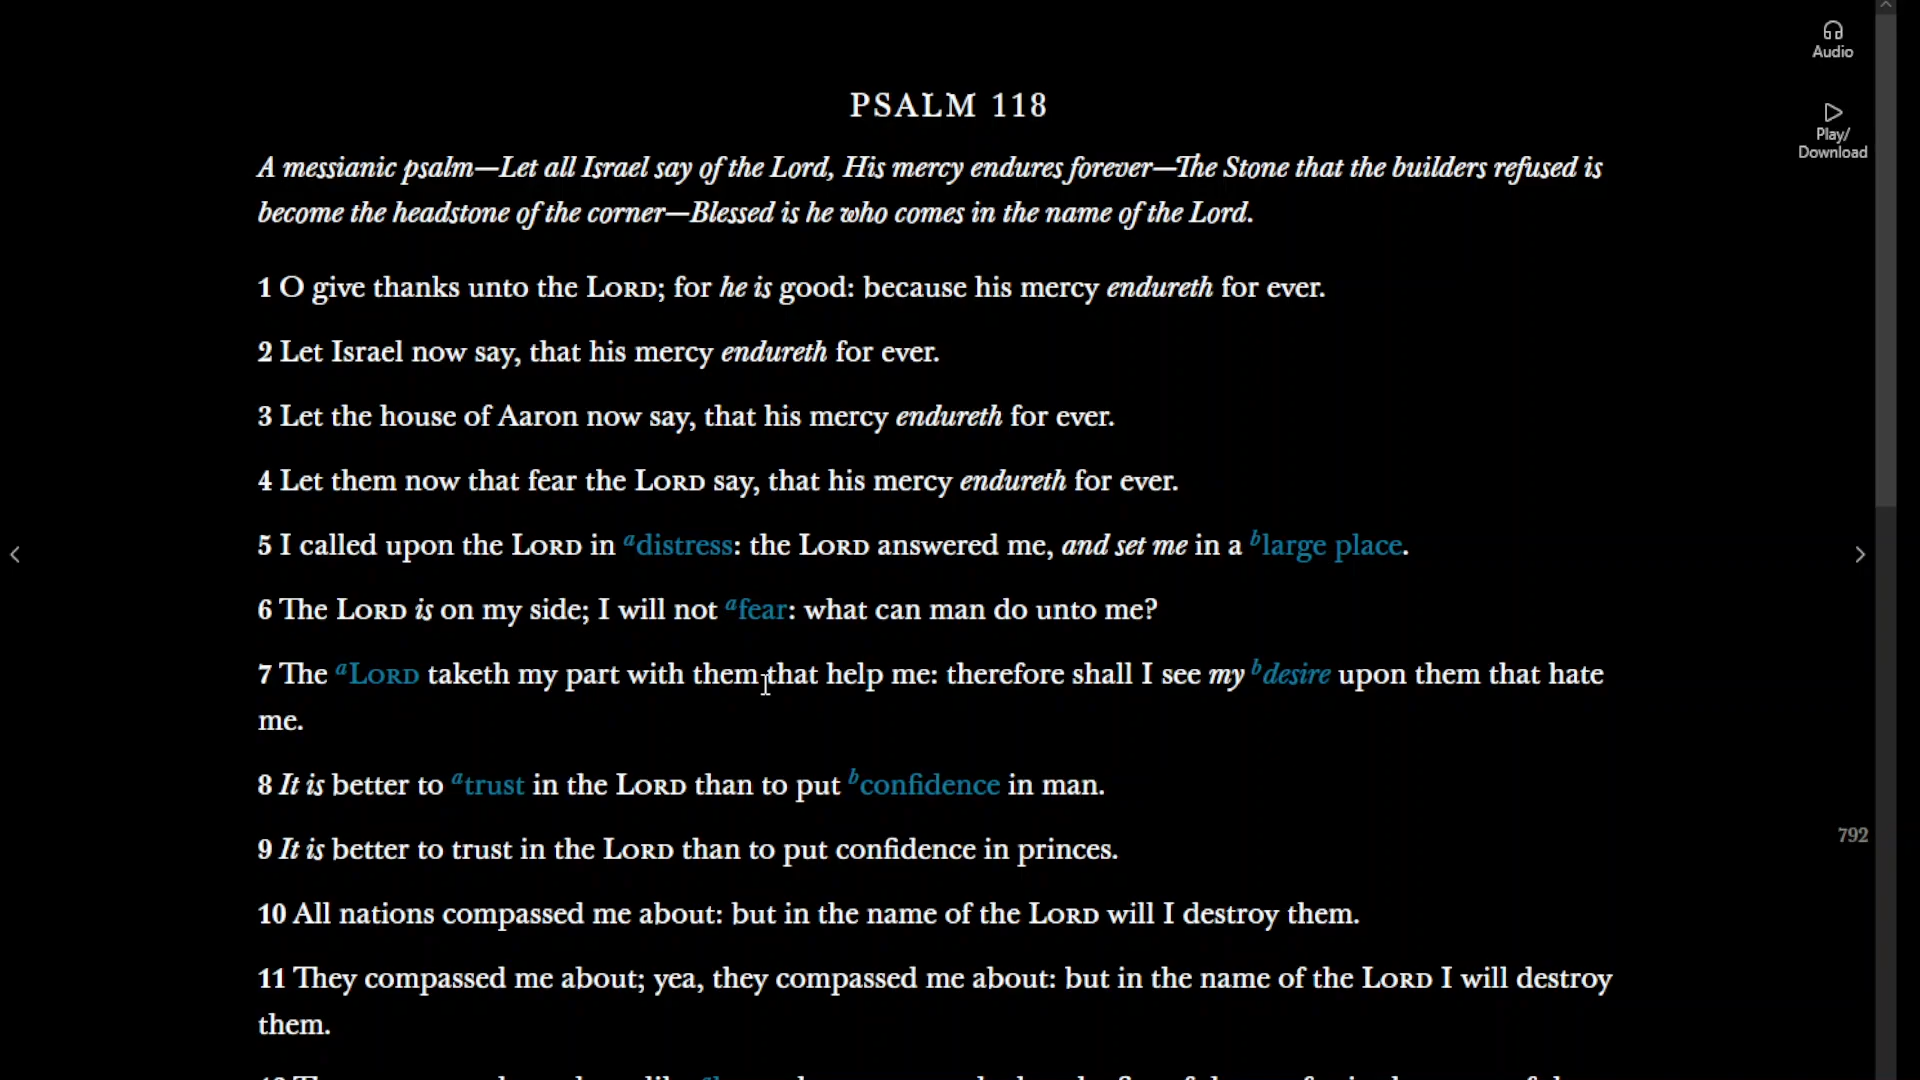 Audio
Play/
Download
PSALM 118
A messianic psalm—Let all Israel say of the Lord, His mercy endures forever—The Stone that the builders refused is
become the headstone of the corner—Blessed is he who comes in the name of the Lord.
1 O give thanks unto the LORD; for he is good: because his mercy endureth for ever.
2 Let Israel now say, that his mercy endureth for ever.
3 Let the house of Aaron now say, that his mercy endureth for ever.
4 Let them now that fear the LORD say, that his mercy endureth for ever.
5 I called upon the LORD in a distress: the LORD answered me, and set me in a b large place.
6 The LORD is on my side; I will not a fear: what can man do unto me?
7 The a LORD taketh my part with them that help me: therefore shall I see my b desire upon them that hate
me.
8 It is better to a trust in the LORD than to put b confidence in man.
792
9 It is better to trust in the LORD than to put confidence in princes.
10 All nations compassed me about: but in the name of the LORD will I destroy them.
11 They compassed me about; yea, they compassed me about: but in the name of the LORD I will destroy
them.